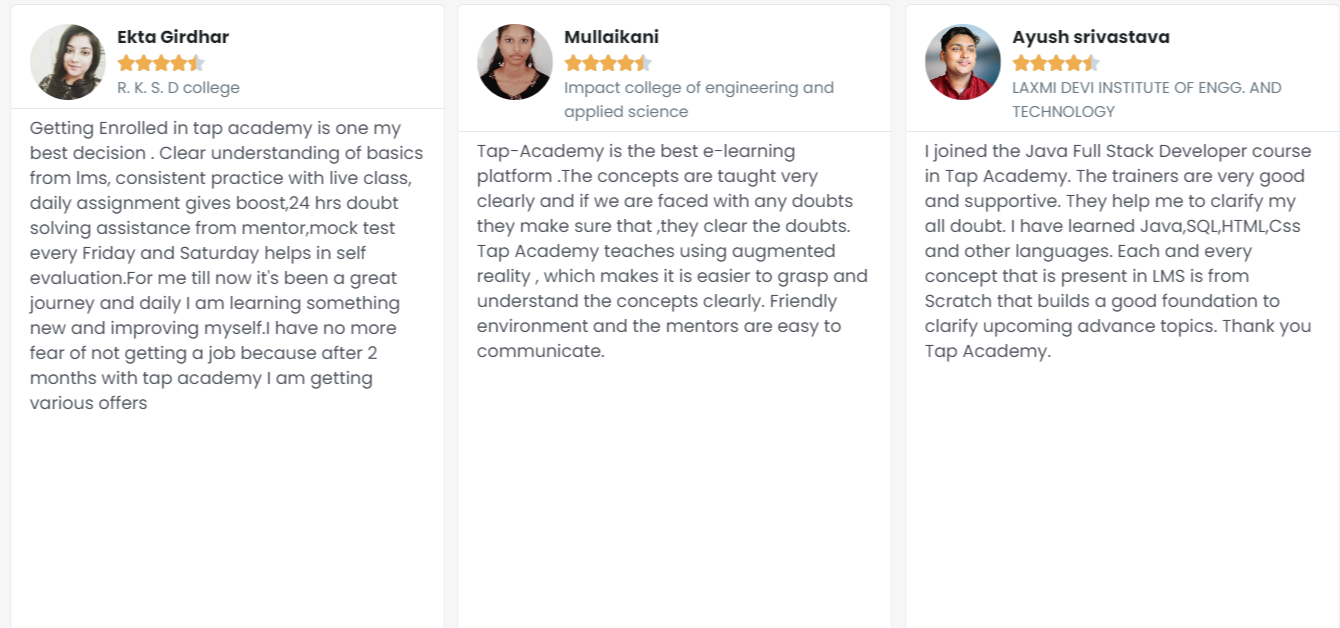 Ekta Girdhar
R. K. S. D college
Getting Enrolled in tap academy is one my
best decision . Clear understanding of basics
from lms, consistent practice with live class,
daily assignment gives boost,24 hrs doubt
solving assistance from mentor,mock test
every Friday and Saturday helps in self
evaluation.For me till now it's been a great
journey and daily I am learning something
new and improving myself.I have no more
fear of not getting a job because after 2
months with tap academy I am getting
various offers
Mullaikani
Impact college of engineering and
applied science
Tap-Academy is the best e-learning
platform .The concepts are taught very
clearly and if we are faced with any doubts
they make sure that ,they clear the doubts.
Tap Academy teaches using augmented
reality , which makes it is easier to grasp and
understand the concepts clearly. Friendly
environment and the mentors are easy to
communicate.
Ayush srivastava
LAXMI DEVI INSTITUTE OF ENGG. AND
TECHNOLOGY
I joined the Java Full Stack Developer course
in Tap Academy. The trainers are very good
and supportive. They help me to clarify my
all doubt. I have learned Java,SQL,HTML,Css
and other languages. Each and every
concept that is present in LMS is from
Scratch that builds a good foundation to
clarify upcoming advance topics. Thank you
Tap Academy.